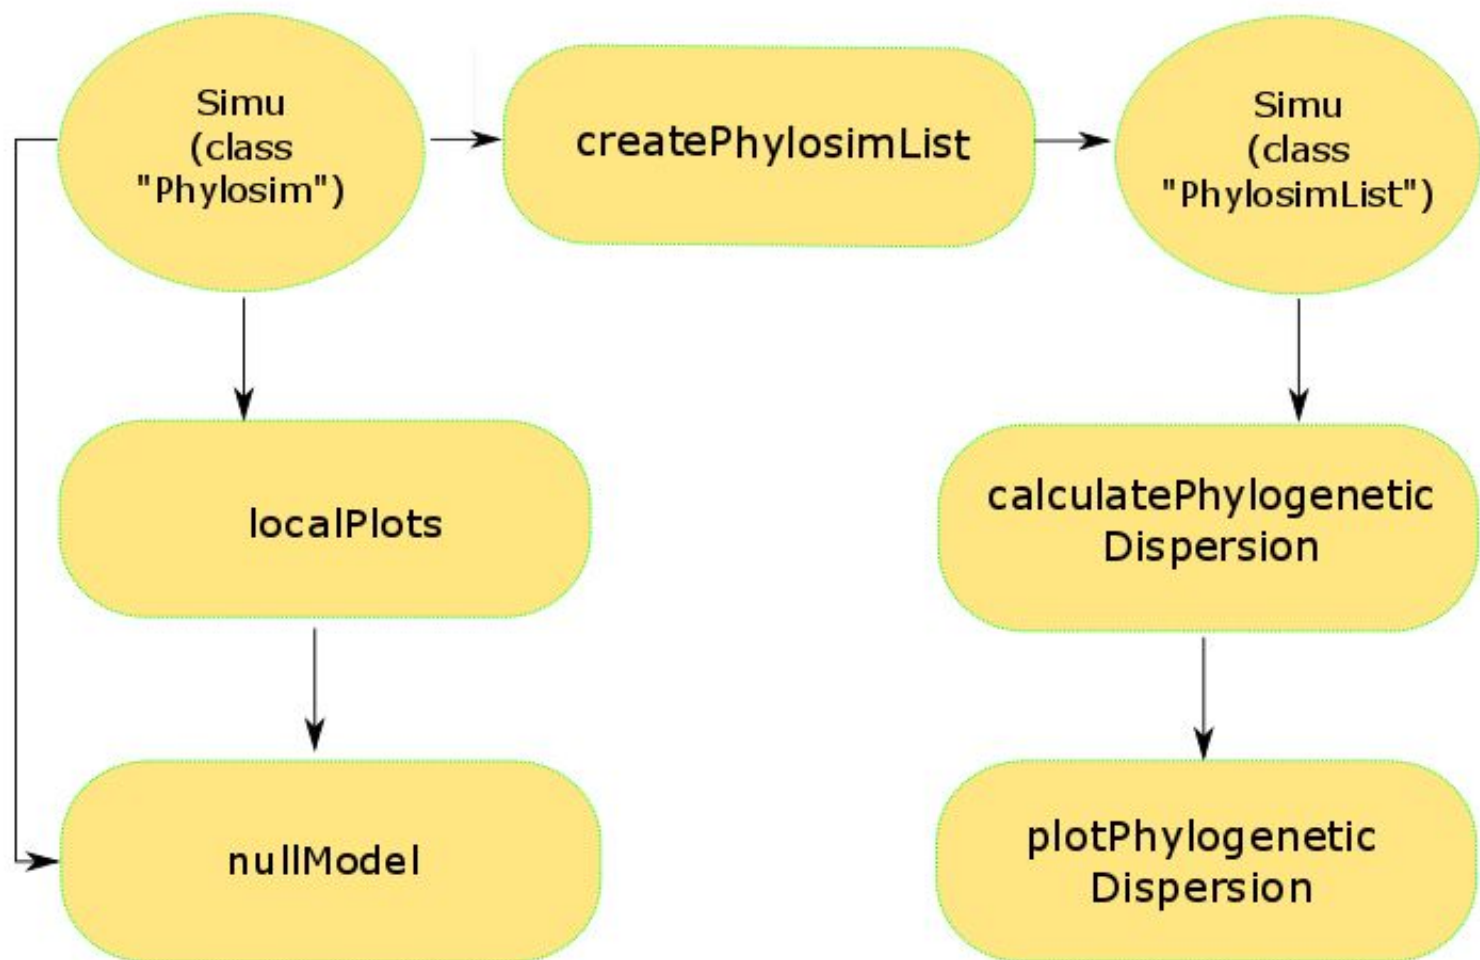 Simu
(class
"Phylosim")
createPhylosimList
Simu
(class
"PhylosimList")
localPlots
calculatePhylogenetic
Dispersion
nullModel
plotPhylogenetic
Dispersion